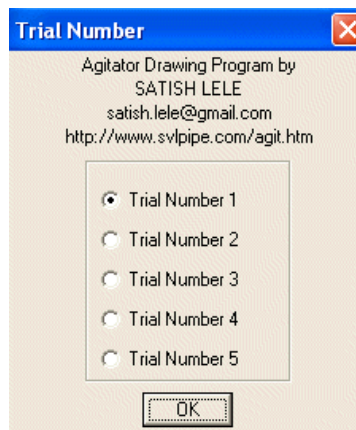 Trial Number
Agitator Drawing Program by
SATISH LELE
satish.lele@gmail.com
http://www.svlpipe.com/agit.htm
Trial Number 1
Trial Number 2
Trial Number 3
Trial Number 4
Trial Number 5
OK